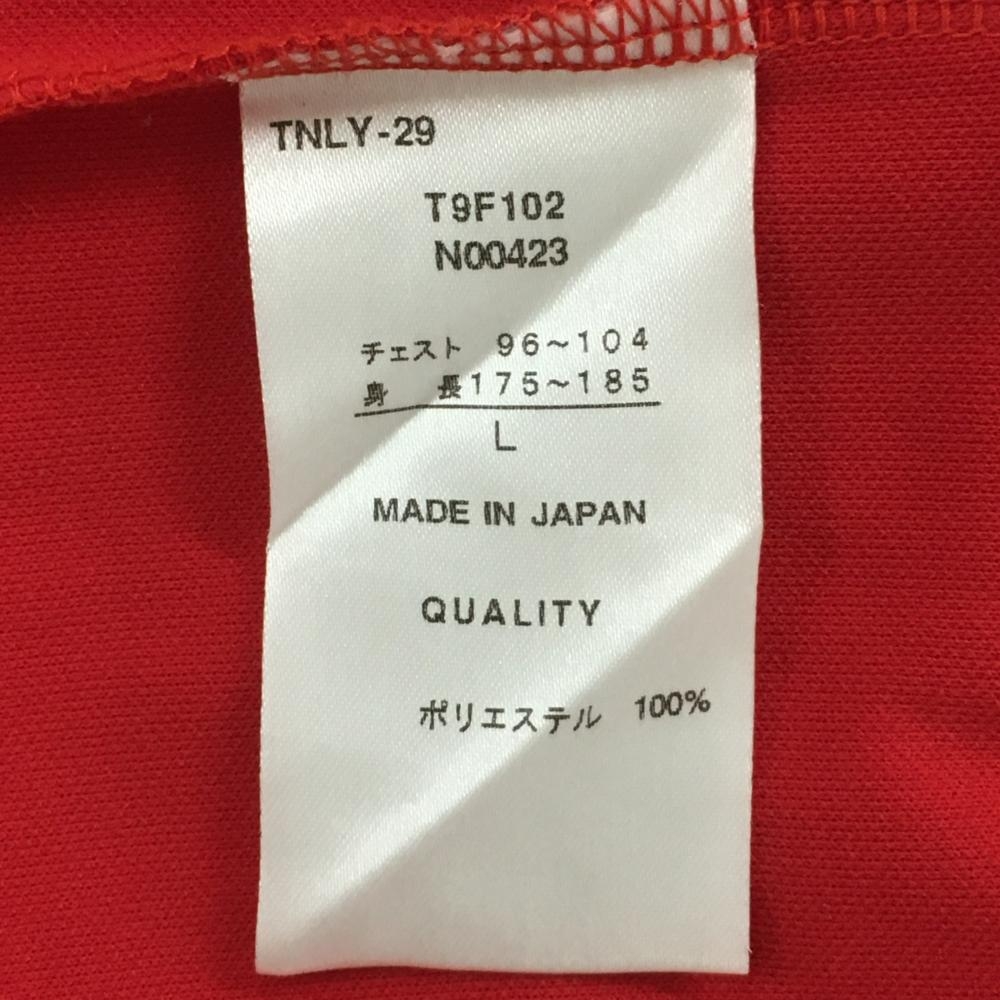 TNLY-29
T9F102
N00423
チェスト 96~104
身 長175~185
L
MADE IN JAPAN
QUALITY
ポリエステル 100%